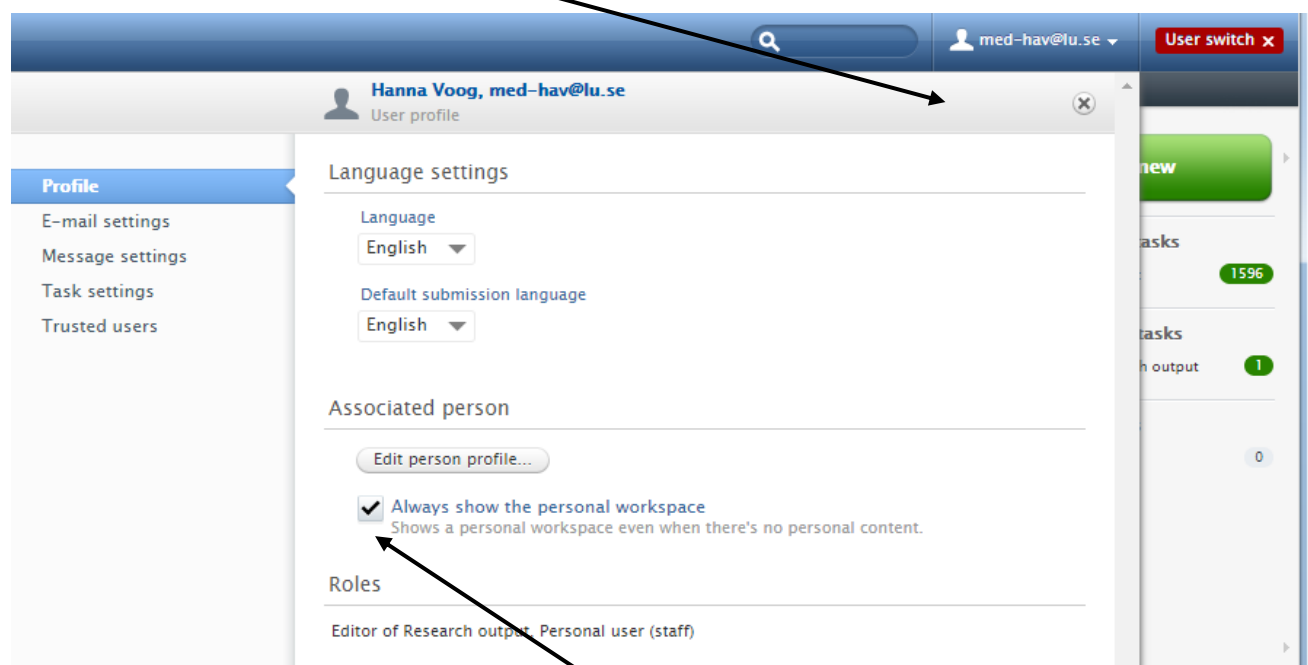 med-hav@lu.se
User switch x
Hanna Voog, med-hav@lu.se
User profile
Profile
E-mail settings
Message settings
Task settings
Trusted users
Language settings
Language
English
Default submission language
English
Associated person
Edit person profile...
Always show the personal workspace
Shows a personal workspace even when there's no personal content.
Roles
Editor of Research output, Personal user (staff)
new
asks
1596
tasks
h output
1
0